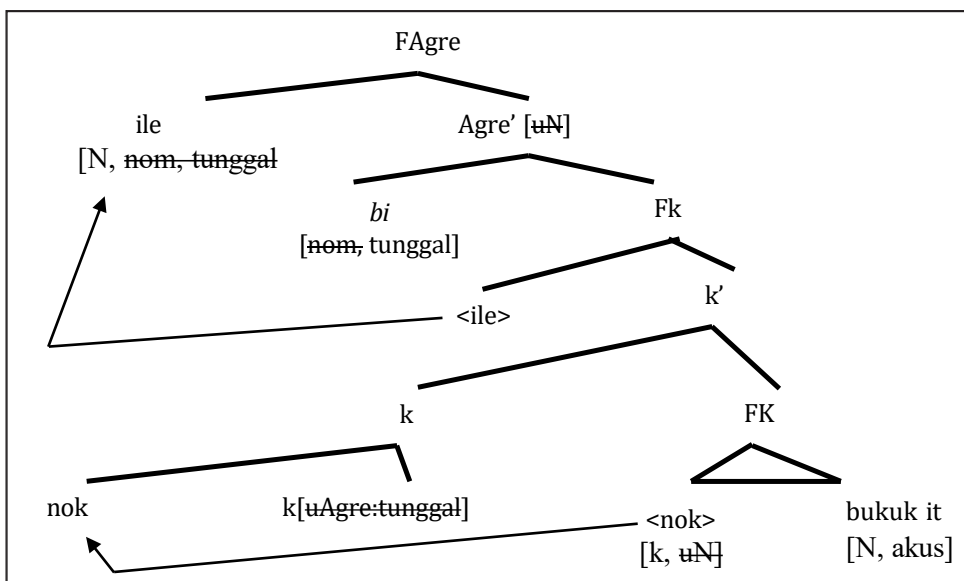 FAgre
ile Agre’ [uN]
[N, nom, tunggal
bi Fk
[nom, tunggal]
<ile> k’
k FK
nok k[uAgre:tunggal] <nok> bukuk it
[k, uN] [N, akus]